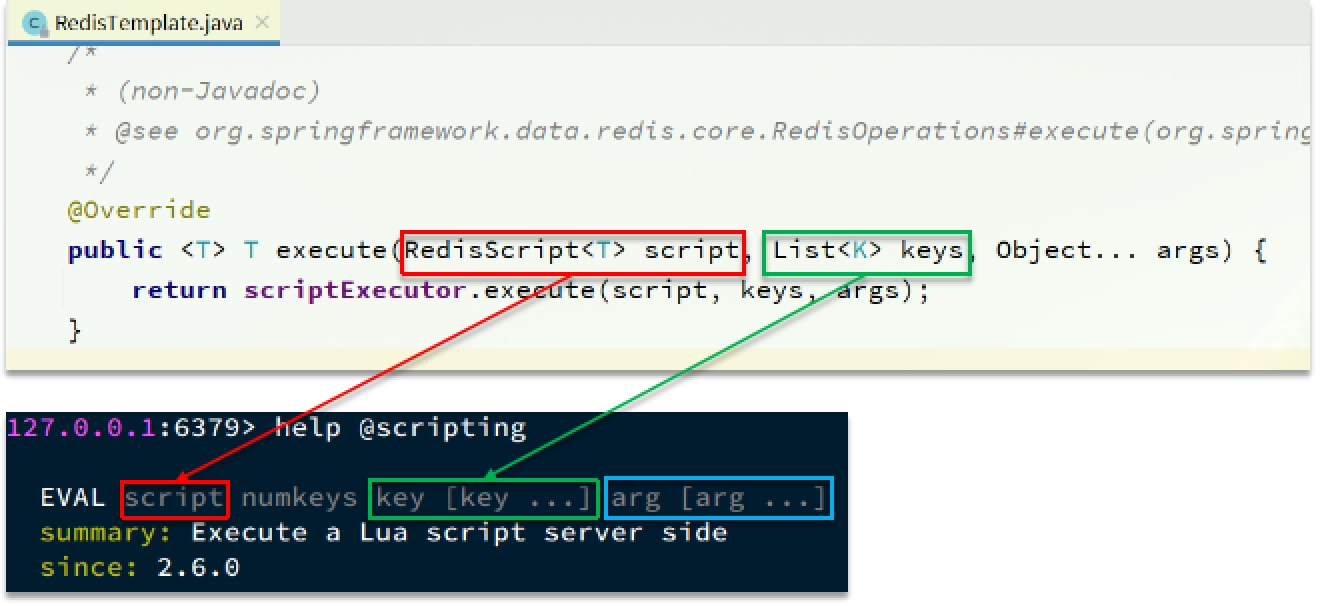 RedisTemplate.java
/*
* (non-Javadoc)
* @see org.springframework.data.redis.core.RedisOperations#execute(org.spring
*/
@Override
public <T> T execute(RedisScript<T> script, List<K> keys, Object... args) {
return scriptExecutor.execute(script, keys, args);
}
127.0.0.1:6379> help @scripting
EVAL script numkeys key [key ...] arg [arg ...]
summary: Execute a Lua script server side
since: 2.6.0